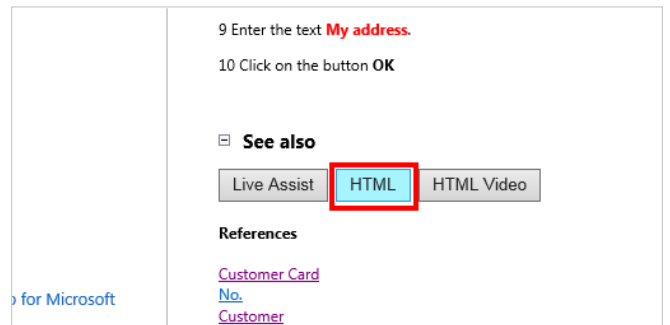 9 Enter the text My address.
10 Click on the button OK
See also
Live Assist HTML HTML Video
References
Customer Card
No.
for Microsoft
Customer